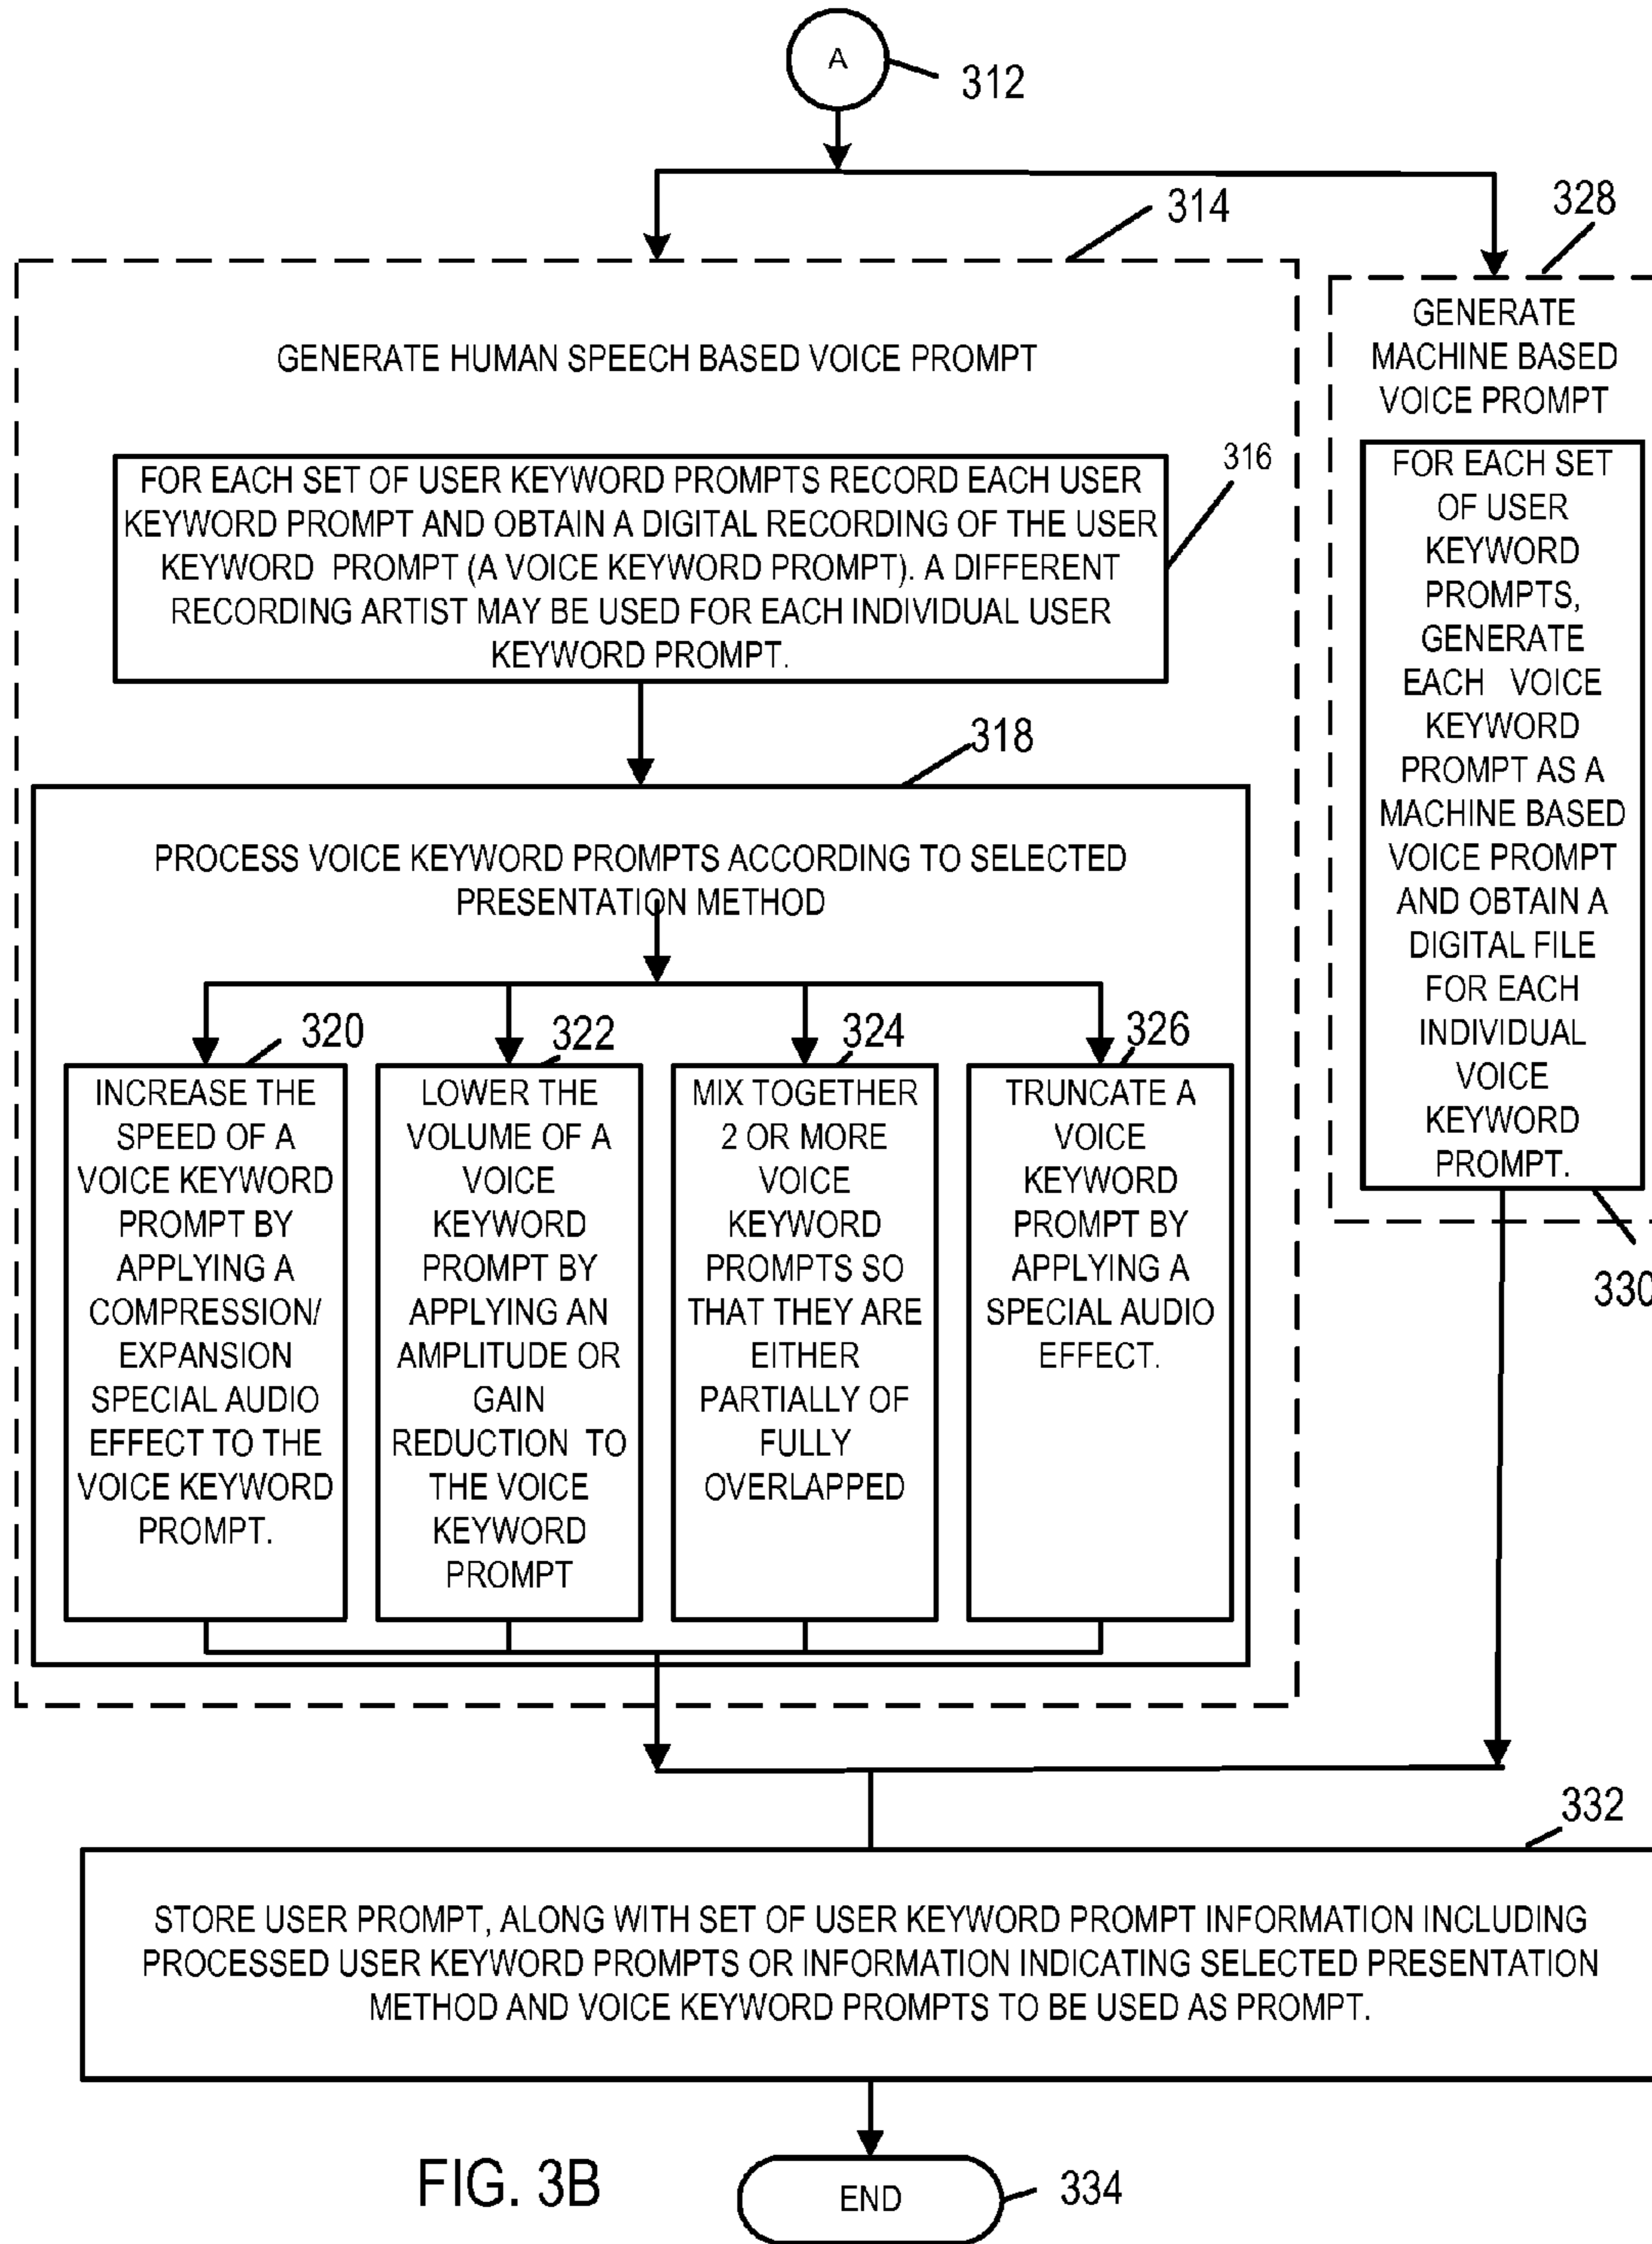 A
312
314
328
GENERATE HUMAN SPEECH BASED VOICE PROMPT
316
FOR EACH SET OF USER KEYWORD PROMPTS RECORD EACH USER
KEYWORD PROMPT AND OBTAIN A DIGITAL RECORDING OF THE USER
KEYWORD PROMPT (A VOICE KEYWORD PROMPT). A DIFFERENT
RECORDING ARTIST MAY BE USED FOR EACH INDIVIDUAL USER
KEYWORD PROMPT.
318
PROCESS VOICE KEYWORD PROMPTS ACCORDING TO SELECTED
PRESENTATION METHOD
320
INCREASE THE
SPEED OF A
VOICE KEYWORD
PROMPT BY
APPLYING A
COMPRESSION/
EXPANSION
SPECIAL AUDIO
EFFECT TO THE
VOICE KEYWORD
PROMPT.
322
LOWER THE
VOLUME OF A
VOICE
KEYWORD
PROMPT BY
APPLYING AN
AMPLITUDE OR
GAIN
REDUCTION TO
THE VOICE
KEYWORD
PROMPT
324
MIX TOGETHER
2 OR MORE
VOICE
KEYWORD
PROMPTS SO
THAT THEY ARE
EITHER
PARTIALLY OF
FULLY
OVERLAPPED
326
TRUNCATE A
VOICE
KEYWORD
PROMPT BY
APPLYING A
SPECIAL AUDIO
EFFECT.
GENERATE
MACHINE BASED
VOICE PROMPT
FOR EACH SET
OF USER
KEYWORD
PROMPTS,
GENERATE
EACH VOICE
KEYWORD
PROMPT AS A
MACHINE BASED
VOICE PROMPT
AND OBTAIN A
DIGITAL FILE
FOR EACH
INDIVIDUAL
VOICE
KEYWORD
PROMPT.
330
332
STORE USER PROMPT, ALONG WITH SET OF USER KEYWORD PROMPT INFORMATION INCLUDING
PROCESSED USER KEYWORD PROMPTS OR INFORMATION INDICATING SELECTED PRESENTATION
METHOD AND VOICE KEYWORD PROMPTS TO BE USED AS PROMPT.
FIG. 3B
END
334